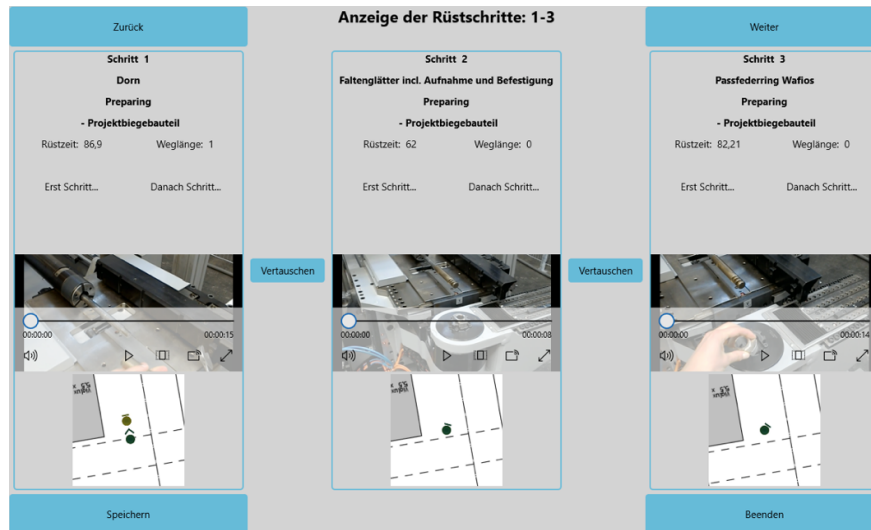 Zurück
Anzeige der Rüstschritte: 1-3
Weiter
Schritt 1
Dorn
Preparing
- Projektbiegebauteil
Rüstzeit: 86,9 Weglänge: 1
Erst Schritt... Danach Schritt...
00:00:00 00:00:15
Vertauschen
Schritt 2
Faltenglätter incl. Aufnahme und Befestigung
Preparing
- Projektbiegebauteil
Rüstzeit: 62 Weglänge: 0
Erst Schritt... Danach Schritt...
00:00:00 00:00:08
Vertauschen
Schritt 3
Passfederring Wafios
Preparing
- Projektbiegebauteil
Rüstzeit: 82,21 Weglänge: 0
Erst Schritt... Danach Schritt...
00:00:00 00:00:14
Speichern
Beenden